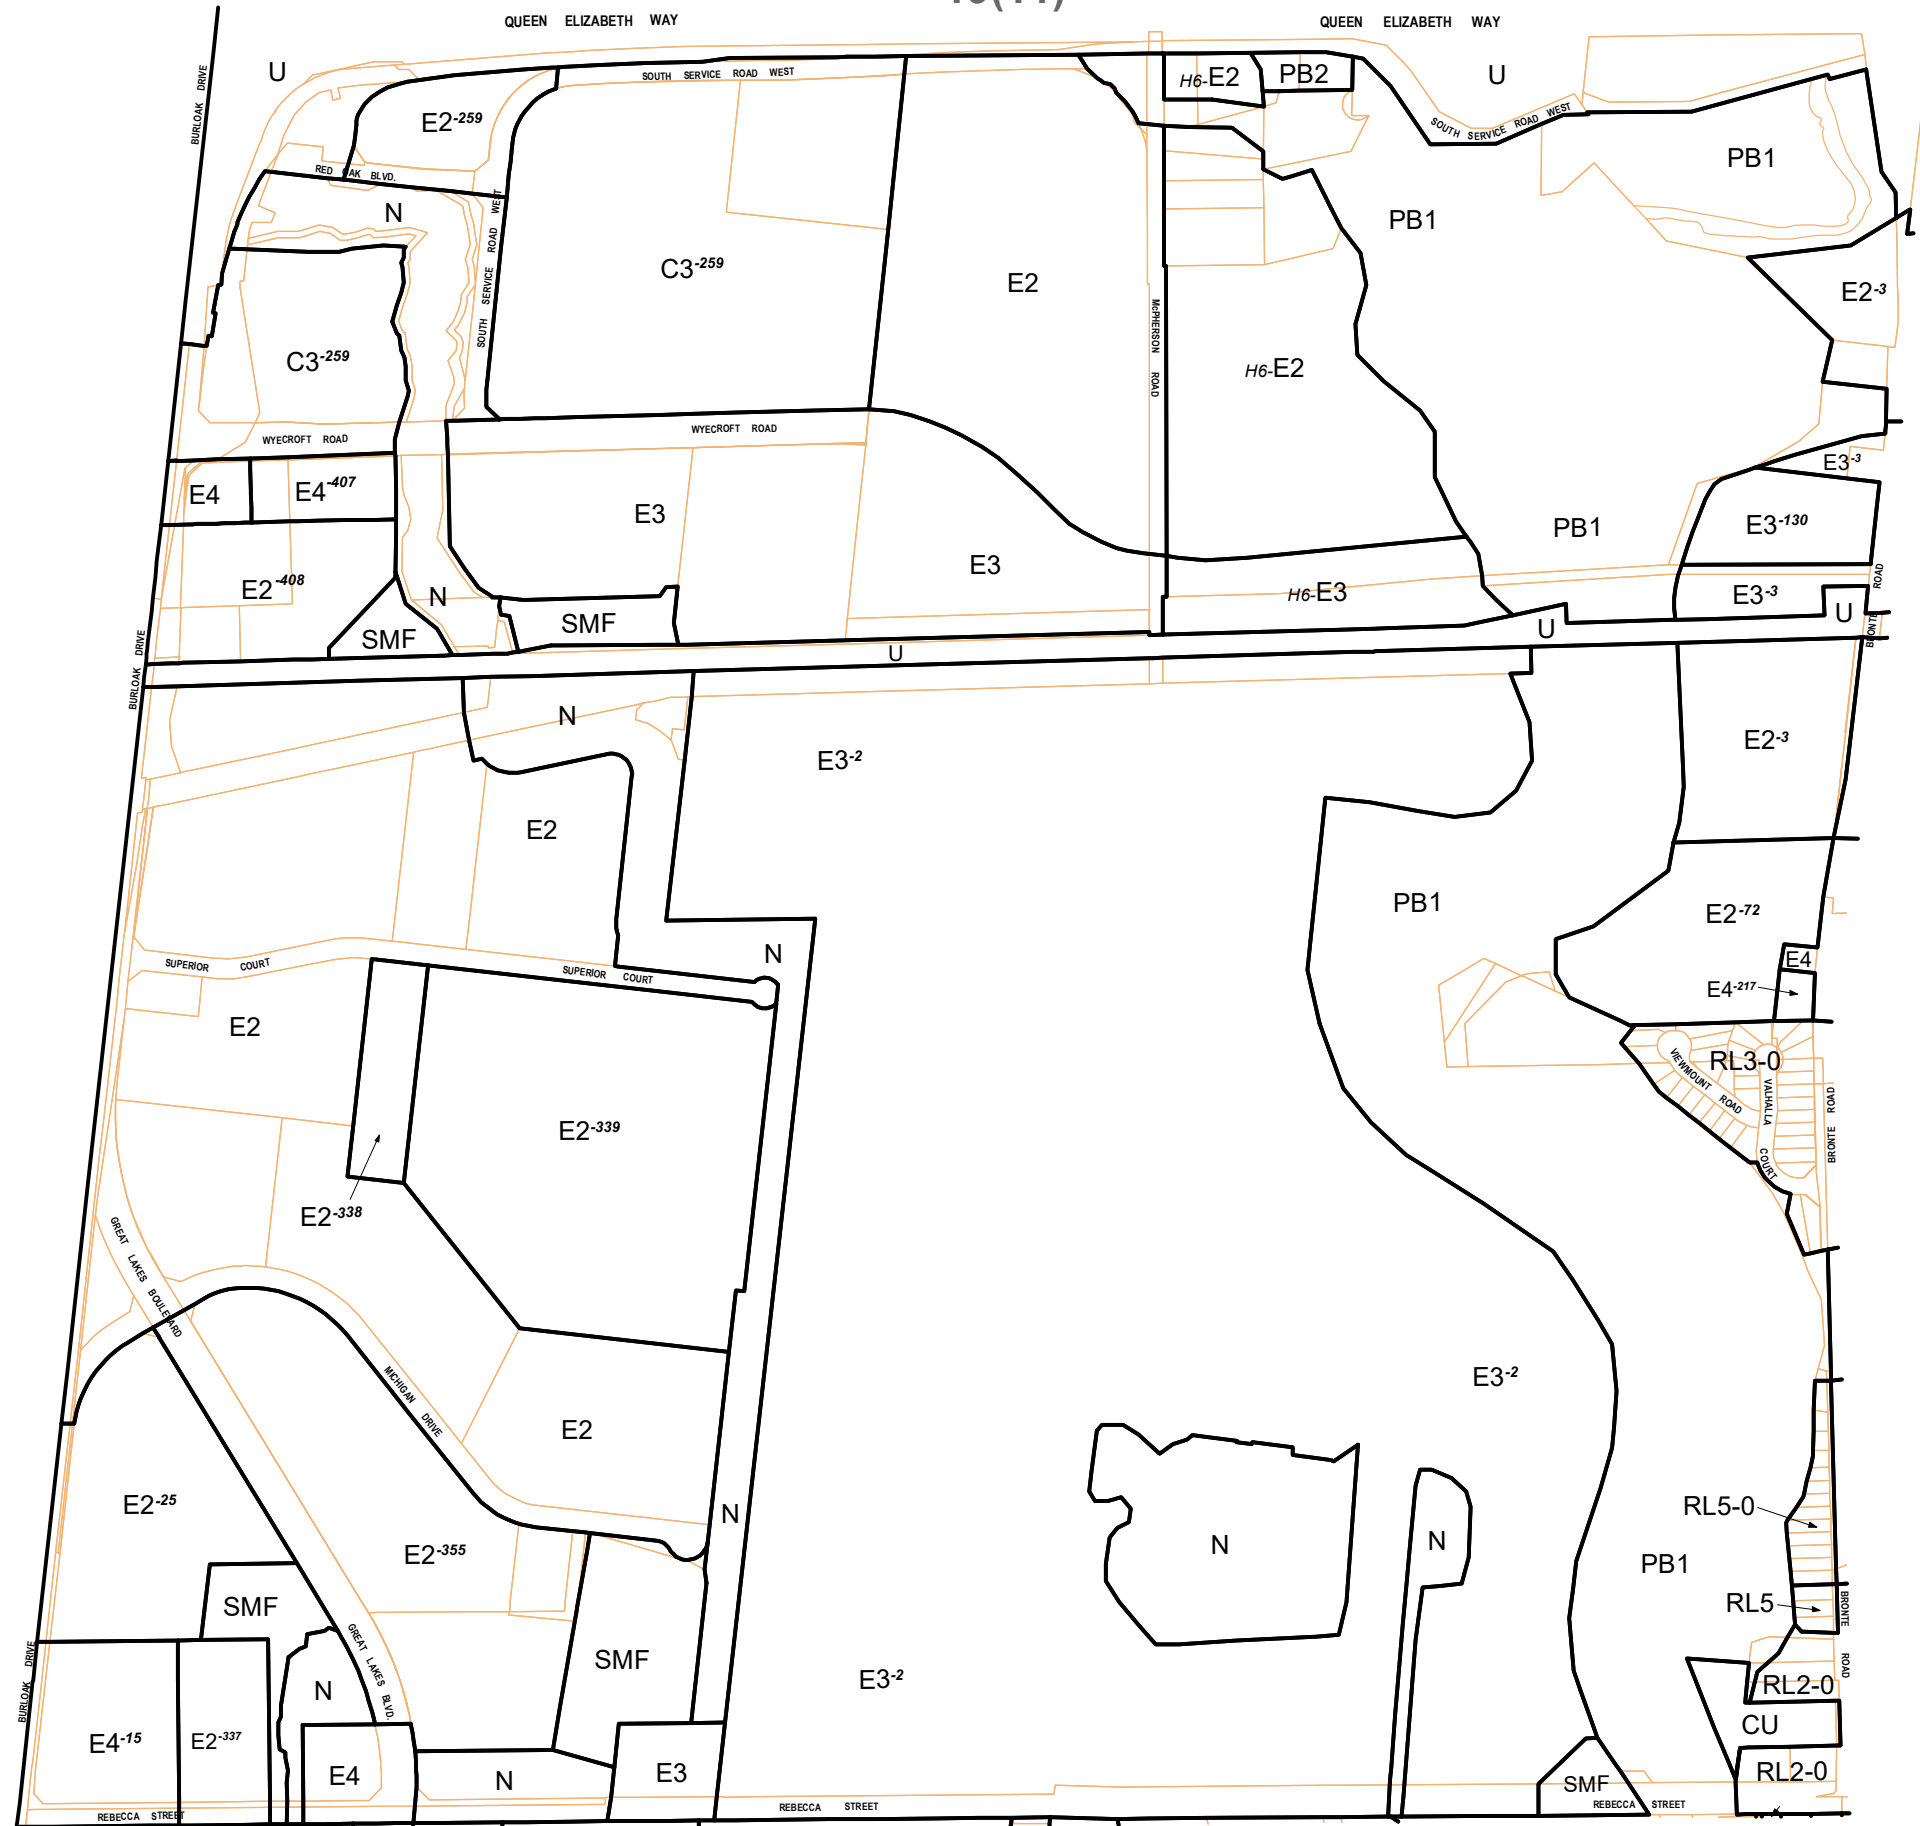 QUEEN ELIZABETH WAY
QUEEN ELIZABETH WAY
BURLOAK DRIVE
U
SOUTH SERVICE ROAD WEST
H6-E2
PB2
U
E2-259
SOUTH SERVICE ROAD WEST
PB1
RED OAK BLVD.
N
SOUTH SERVICE ROAD WEST
PB1
C3-259
E2
E2-3
McPHERSON ROAD
C3-259
H6-E2
WYECROFT ROAD
WYECROFT ROAD
E3-3
E4
E4-407
E3
PB1
E3-130
E3
E2-408
N
H6-E3
E3-3
BRONTE ROAD
SMF
SMF
U
U
U
BURLOAK DRIVE
N
E3-2
E2-3
E2
PB1
E2-72
N
E4
SUPERIOR COURT
SUPERIOR COURT
E4-217
E2
RL3-0
VIEWMOUNT ROAD
VALHALLA COURT
BRONTE ROAD
E2-339
E2-338
GREAT LAKES BOULEVARD
MICHIGAN DRIVE
E3-2
E2
E2-25
RL5-0
N
N
N
E2-355
PB1
SMF
RL5
BRONTE ROAD
GREAT LAKES BLVD.
SMF
BURLOAK DRIVE
E3-2
RL2-0
N
CU
E4-15
E2-337
E4
N
E3
SMF
RL2-0
REBECCA STREET
REBECCA STREET
REBECCA STREET